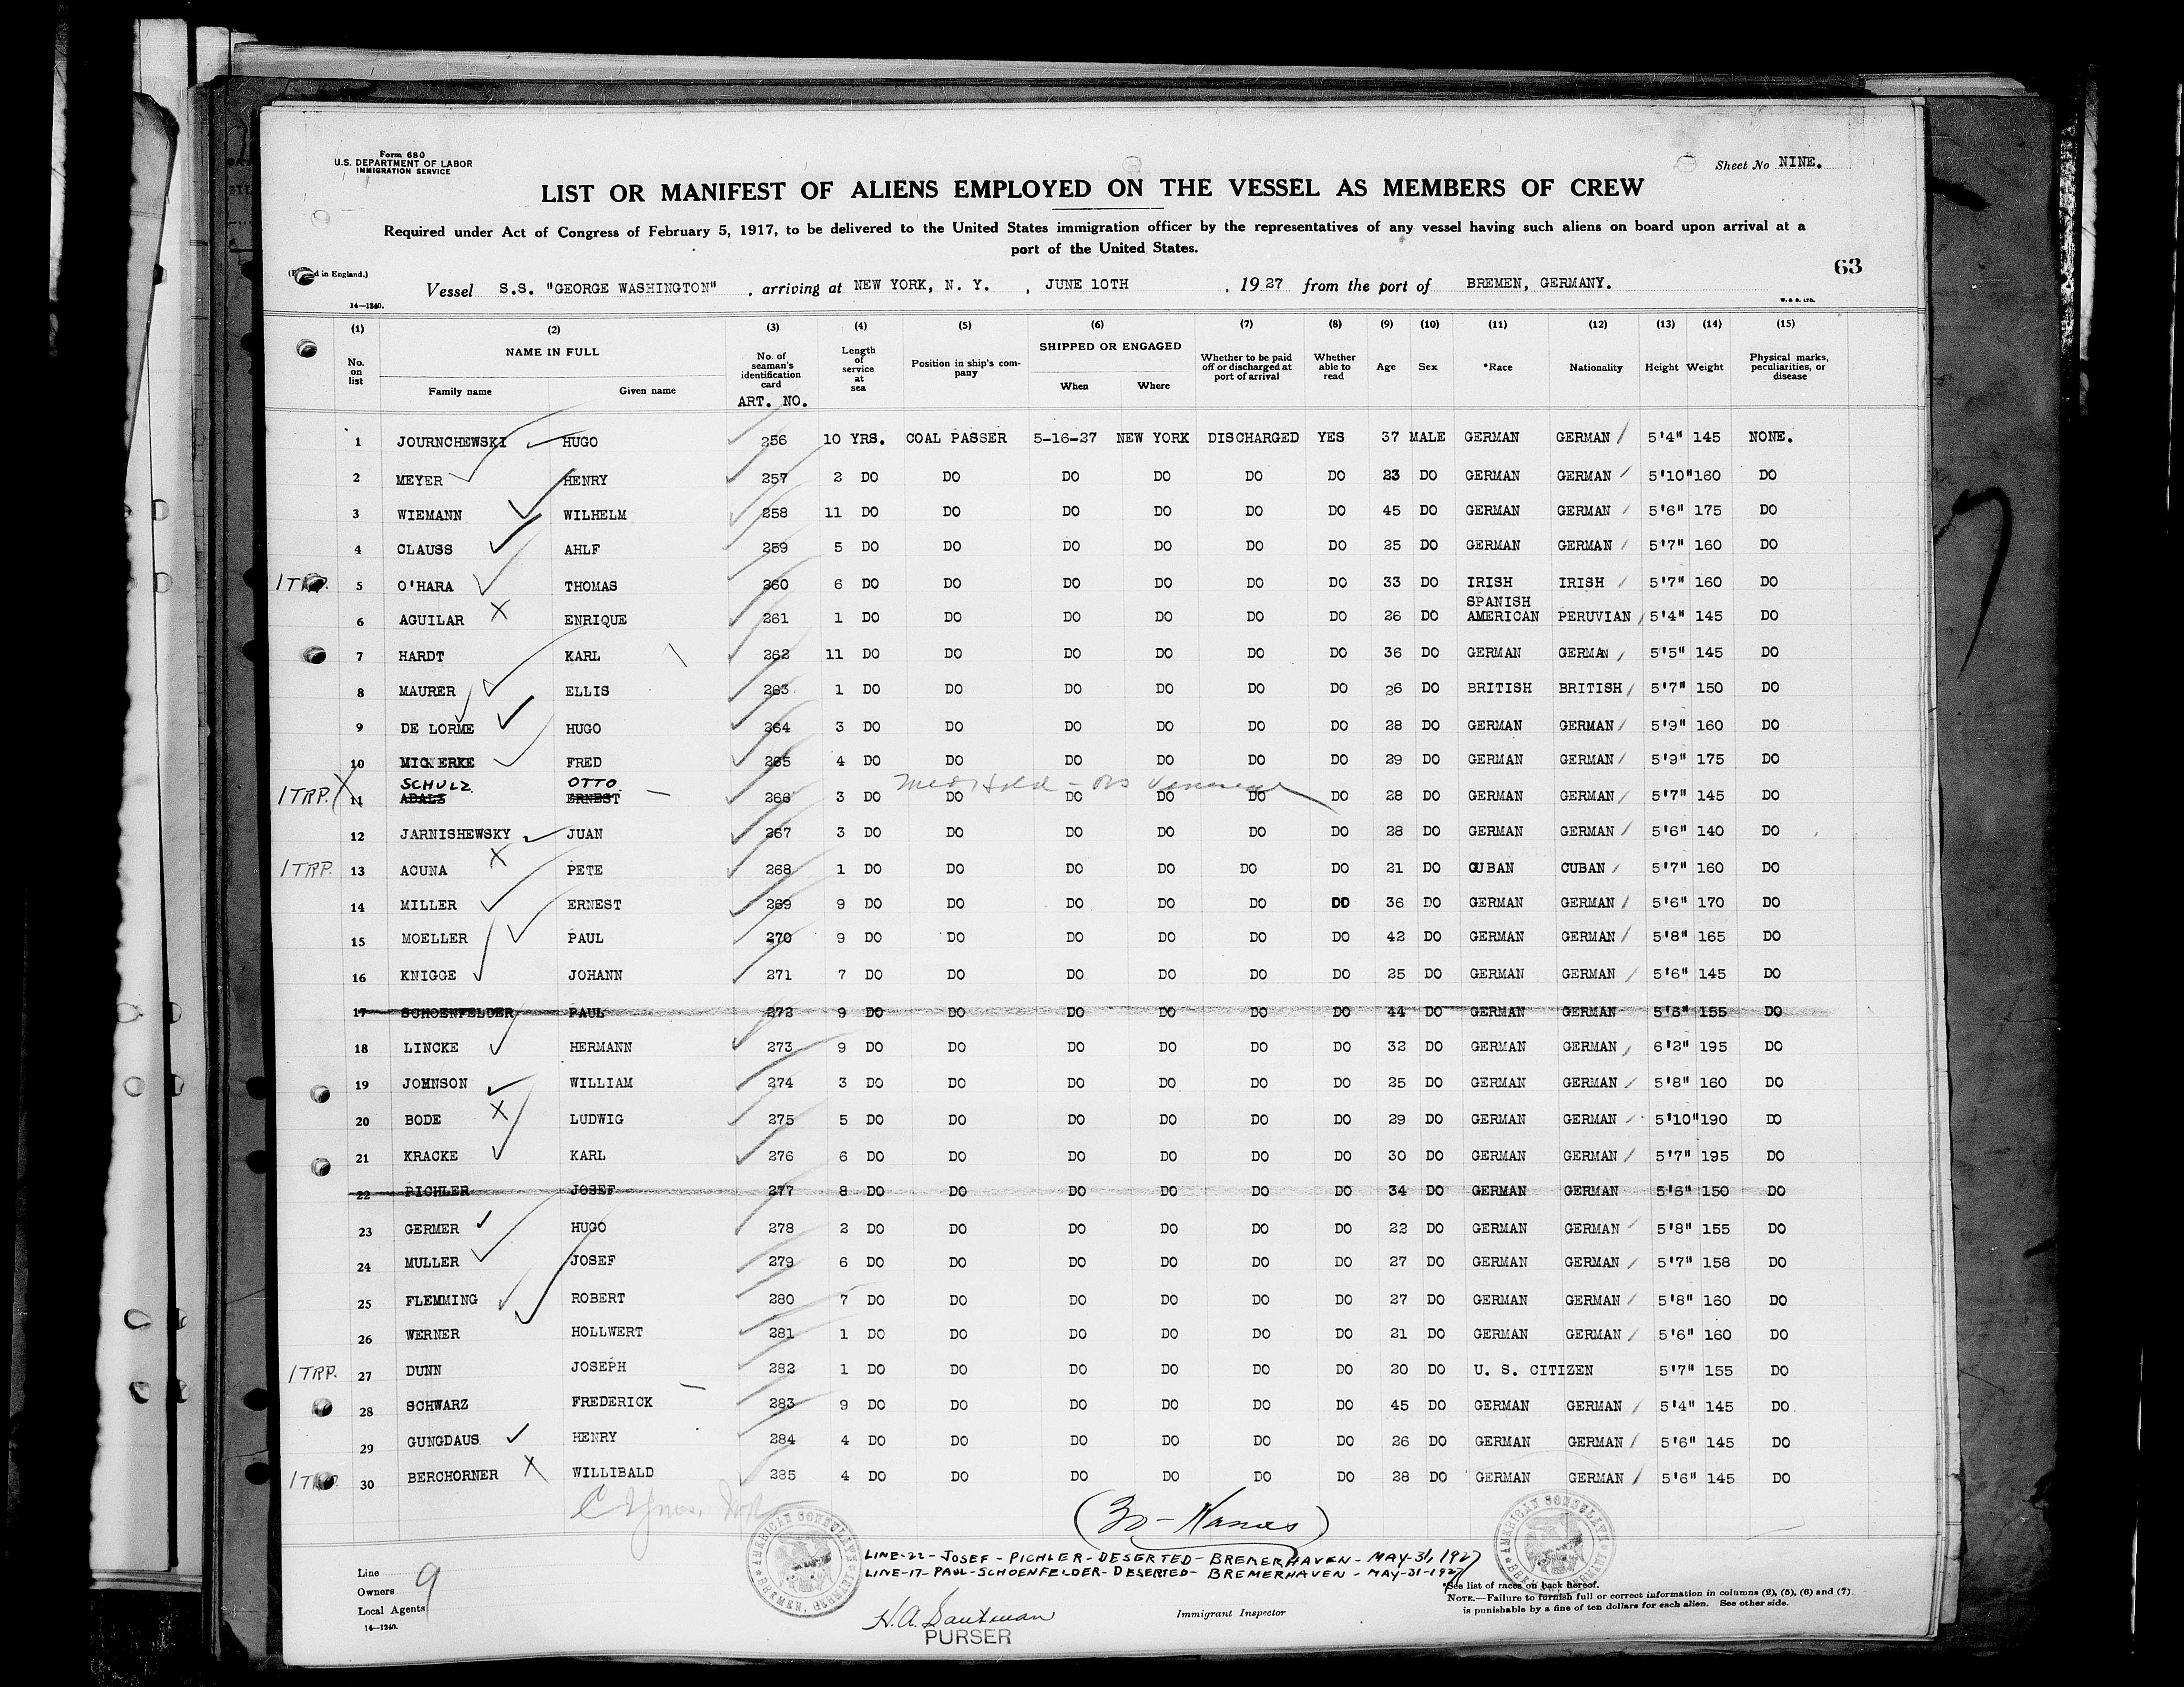 Form 680
U.S. DEPARTMENT OF LABOR
IMMIGRATION SERVICE
Sheet No NINE.
LIST OR MANIFEST OF ALIENS EMPLOYED ON THE VESSEL AS MEMBERS OF CREW
Required under Act of Congress of February 5, 1917, to be delivered to the United States immigration officer by the representatives of any vessel having such aliens on board upon arrival at a
port of the United States.
63
in England.)
Vessel S.S. "GEORGE WASHINGTON", arriving at NEW YORK, N. Y., JUNE 10TH, 1927 from the port of BREMEN, GERMANY.
14—1240. W. & S. LTD.
(1) (2) (3) (4) (5) (6) (7) (8) (9) (10) (11) (12) (13) (14) (15)
No. on list NAME IN FULL Family name Given name No. of seaman's identification card ART. NO. Length of service at sea Position in ship's company SHIPPED OR ENGAGED When Where Whether to be paid off or discharged at port of arrival Whether able to read Age Sex *Race Nationality Height Weight Physical marks, peculiarities, or disease
1 JOURNCHEWSKI HUGO 256 10 YRS. COAL PASSER 5-16-27 NEW YORK DISCHARGED YES 37 MALE GERMAN GERMAN 5'4" 145 NONE.
2 MEYER HENRY 257 2 DO DO DO DO DO DO 23 DO GERMAN GERMAN 5'10" 160 DO
3 WIEMANN WILHELM 258 11 DO DO DO DO DO DO 45 DO GERMAN GERMAN 5'6" 175 DO
4 CLAUSS AHLF 259 5 DO DO DO DO DO DO 25 DO GERMAN GERMAN 5'7" 160 DO
1 TRP. 5 O'HARA THOMAS 260 6 DO DO DO DO DO DO 33 DO IRISH IRISH 5'7" 160 DO
6 AGUILAR ENRIQUE 261 1 DO DO DO DO DO DO 26 DO SPANISH AMERICAN PERUVIAN 5'4" 145 DO
7 HARDT KARL 262 11 DO DO DO DO DO DO 36 DO GERMAN GERMAN 5'5" 145 DO
8 MAURER ELLIS 263 1 DO DO DO DO DO DO 26 DO BRITISH BRITISH 5'7" 150 DO
9 DE LORME HUGO 264 3 DO DO DO DO DO DO 28 DO GERMAN GERMAN 5'9" 160 DO
10 FRED 265 4 DO DO DO DO DO DO 29 DO GERMAN GERMAN 5'9" 175 DO
SCHULZ OTTO Med Hold - obs
1 TRP. X 11 ADALZ ERNEST 266 3 DO DO DO DO DO DO 28 DO GERMAN GERMAN 5'7" 145 DO
12 JARNISHEWSKY JUAN 267 3 DO DO DO DO DO DO 28 DO GERMAN GERMAN 5'6" 140 DO
1 TRP. 13 ACUNA PETE 268 1 DO DO DO DO DO DO 21 DO CUBAN CUBAN 5'7" 160 DO
14 MILLER ERNEST 269 9 DO DO DO DO DO DO 36 DO GERMAN GERMAN 5'6" 170 DO
15 MOELLER PAUL 270 9 DO DO DO DO DO DO 42 DO GERMAN GERMAN 5'8" 165 DO
16 KNIGGE JOHANN 271 7 DO DO DO DO DO DO 25 DO GERMAN GERMAN 5'6" 145 DO
17 SCHOENFELDER PAUL 272 9 DO DO DO DO DO DO 44 DO GERMAN GERMAN 155 DO
18 LINCKE HERMANN 273 9 DO DO DO DO DO DO 32 DO GERMAN GERMAN 6'2" 195 DO
19 JOHNSON WILLIAM 274 3 DO DO DO DO DO DO 25 DO GERMAN GERMAN 5'8" 160 DO
20 BODE LUDWIG 275 5 DO DO DO DO DO DO 29 DO GERMAN GERMAN 5'10" 190 DO
21 KRACKE KARL 276 6 DO DO DO DO DO DO 30 DO GERMAN GERMAN 5'7" 195 DO
22 PICHLER JOSEF 277 8 DO DO DO DO DO DO 34 DO GERMAN GERMAN 5'6" 150 DO
23 GERMER HUGO 278 2 DO DO DO DO DO DO 22 DO GERMAN GERMAN 5'8" 155 DO
24 MULLER JOSEF 279 6 DO DO DO DO DO DO 27 DO GERMAN GERMAN 5'7" 158 DO
25 FLEMMING ROBERT 280 7 DO DO DO DO DO DO 27 DO GERMAN GERMAN 5'8" 160 DO
26 WERNER HOLLWERT 281 1 DO DO DO DO DO DO 21 DO GERMAN GERMAN 5'6" 160 DO
1 TRP. 27 DUNN JOSEPH 282 1 DO DO DO DO DO DO 20 DO U. S. CITIZEN 5'7" 155 DO
28 SCHWARZ FREDERICK 283 9 DO DO DO DO DO DO 45 DO GERMAN GERMAN 5'4" 145 DO
29 GUNGDAUS HENRY 284 4 DO DO DO DO DO DO 26 DO GERMAN GERMAN 5'6" 145 DO
30 BERCHORNER WILLIBALD 285 4 DO DO DO DO DO DO 28 DO GERMAN GERMAN 5'6" 145 DO
(30 - Names)
AMERICAN CONSULATE BREMEN, GERMANY
AMERICAN CONSULATE BREMEN, GERMANY
LINE-22-JOSEF-PICHLER-DESERTED-BREMERHAVEN-MAY-31, 1927
LINE-17-PAUL-SCHOENFELDER-DESERTED-BREMERHAVEN-MAY-31-1927
Line
Owners 9
Local Agents
14—1240.
PURSER
Immigrant Inspector
*See list of races on back hereof.
NOTE.—Failure to furnish full or correct information in columns (2), (5), (6) and (7)
is punishable by a fine of ten dollars for each alien. See other side.